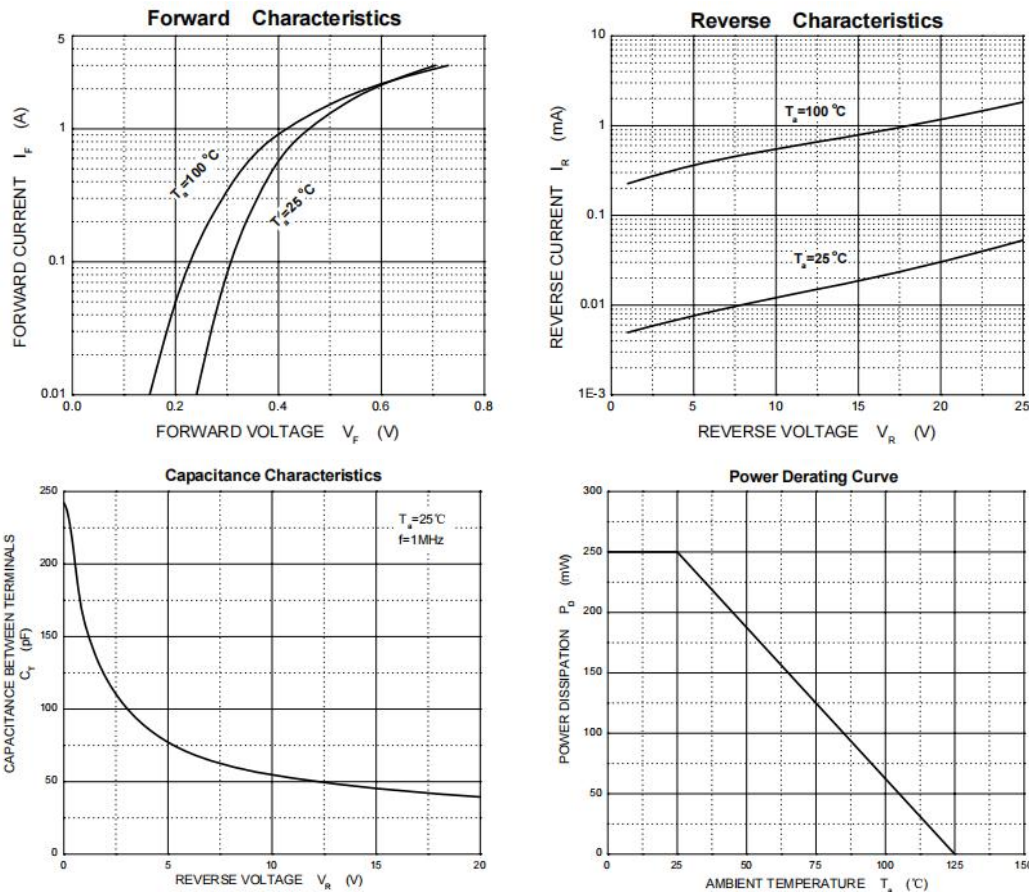 Forward Characteristics
FORWARD CURRENT I_F (A)
5
1
0.1
0.01
T_a=100 °C
T_a=25 °C
0.0 0.2 0.4 0.6 0.8
FORWARD VOLTAGE V_F (V)
Reverse Characteristics
REVERSE CURRENT I_R (mA)
10
1
0.1
0.01
1E-3
T_a=100 °C
T_a=25 °C
0 5 10 15 20 25
REVERSE VOLTAGE V_R (V)
Capacitance Characteristics
CAPACITANCE BETWEEN TERMINALS
C_T (pF)
250
200
150
100
50
0
T_a=25℃
f=1MHz
0 5 10 15 20
REVERSE VOLTAGE V_R (V)
Power Derating Curve
POWER DISSIPATION P_D (mW)
300
250
200
150
100
50
0
0 25 50 75 100 125 150
AMBIENT TEMPERATURE T_a (℃)